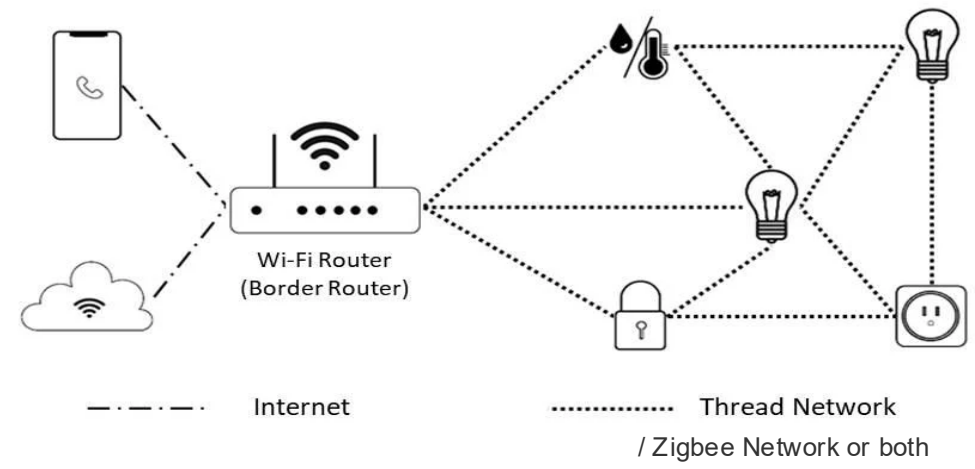 Wi-Fi Router
(Border Router)
Internet
Thread Network
/ Zigbee Network or both